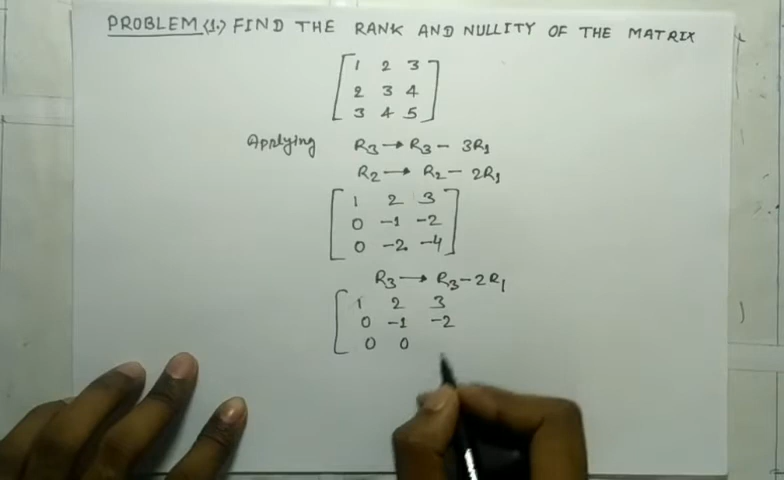 PROBLEM (1.) FIND THE RANK AND NULLITY OF THE MATRIX
1 2 3
2 3 4
3 4 5
Applying R3 → R3 - 3R1
R2 → R2 - 2R1
1 2 3
0 -1 -2
0 -2 -4
R3 → R3 - 2R1
1 2 3
0 -1 -2
0 0